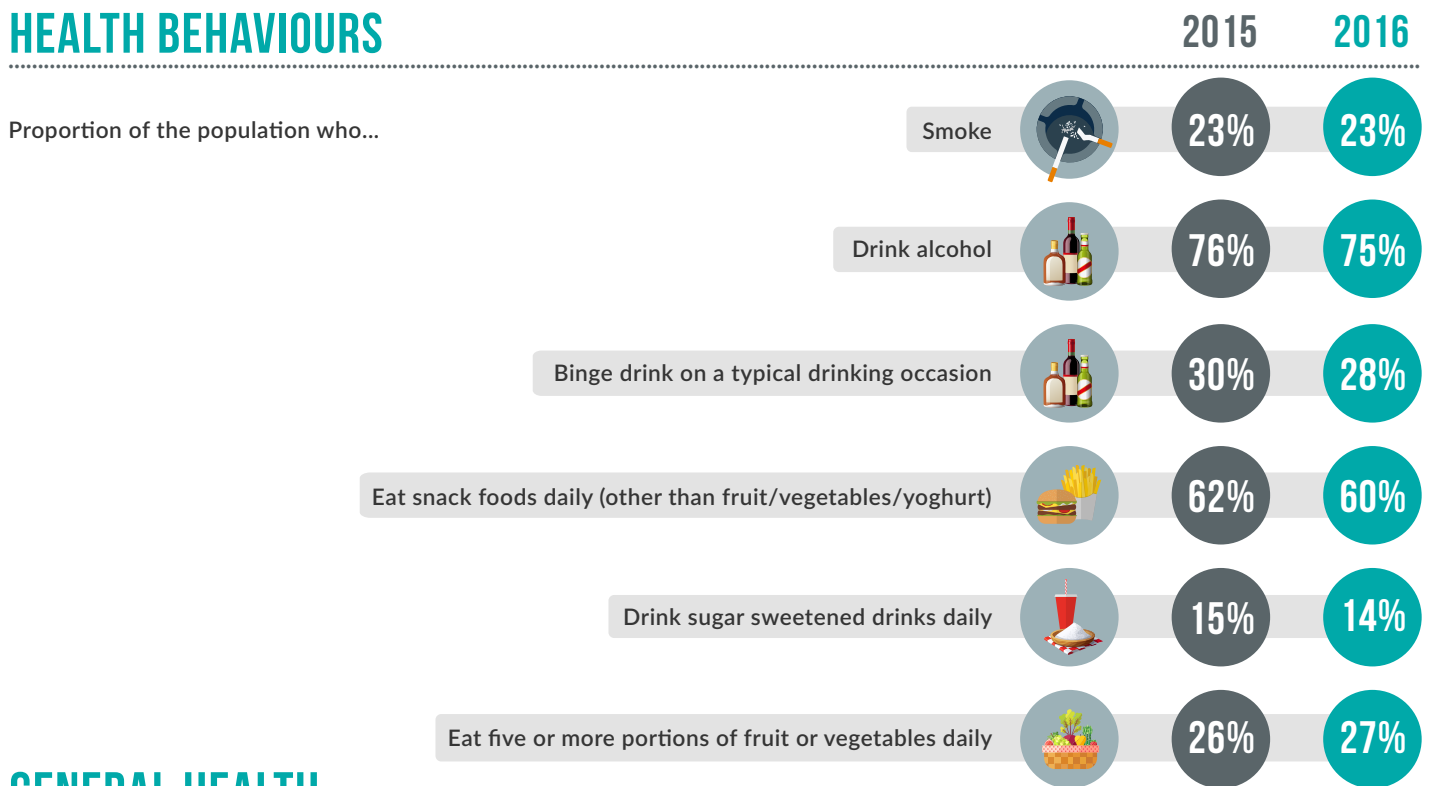 HEALTH BEHAVIOURS 2015 2016
Proportion of the population who... Smoke 23% 23%
Drink alcohol 76% 75%
Binge drink on a typical drinking occasion 30% 28%
Eat snack foods daily (other than fruit/vegetables/yoghurt) 62% 60%
Drink sugar sweetened drinks daily 15% 14%
Eat five or more portions of fruit or vegetables daily 26% 27%
GENERAL HEALTH